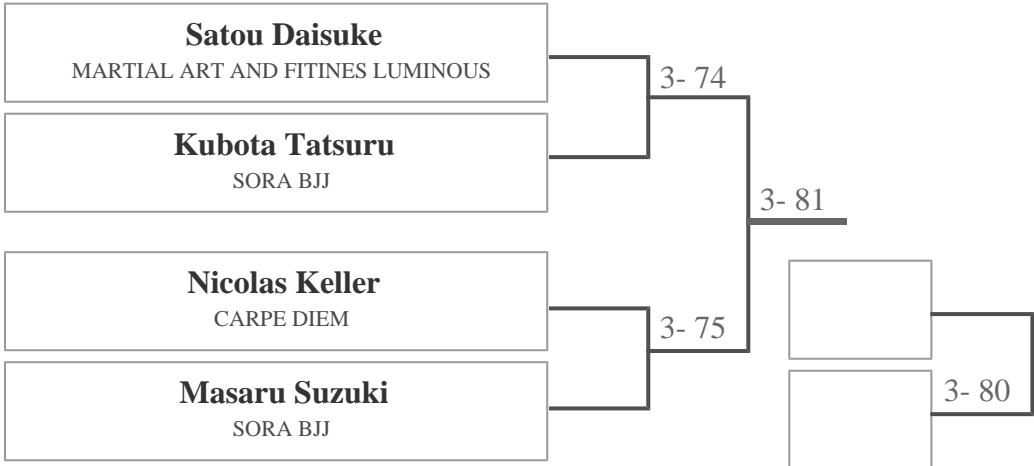 Satou Daisuke
MARTIAL ART AND FITINES LUMINOUS
3- 74
Kubota Tatsuru
SORA BJJ
3- 81
Nicolas Keller
CARPE DIEM
3- 75
Masaru Suzuki
SORA BJJ
3- 80